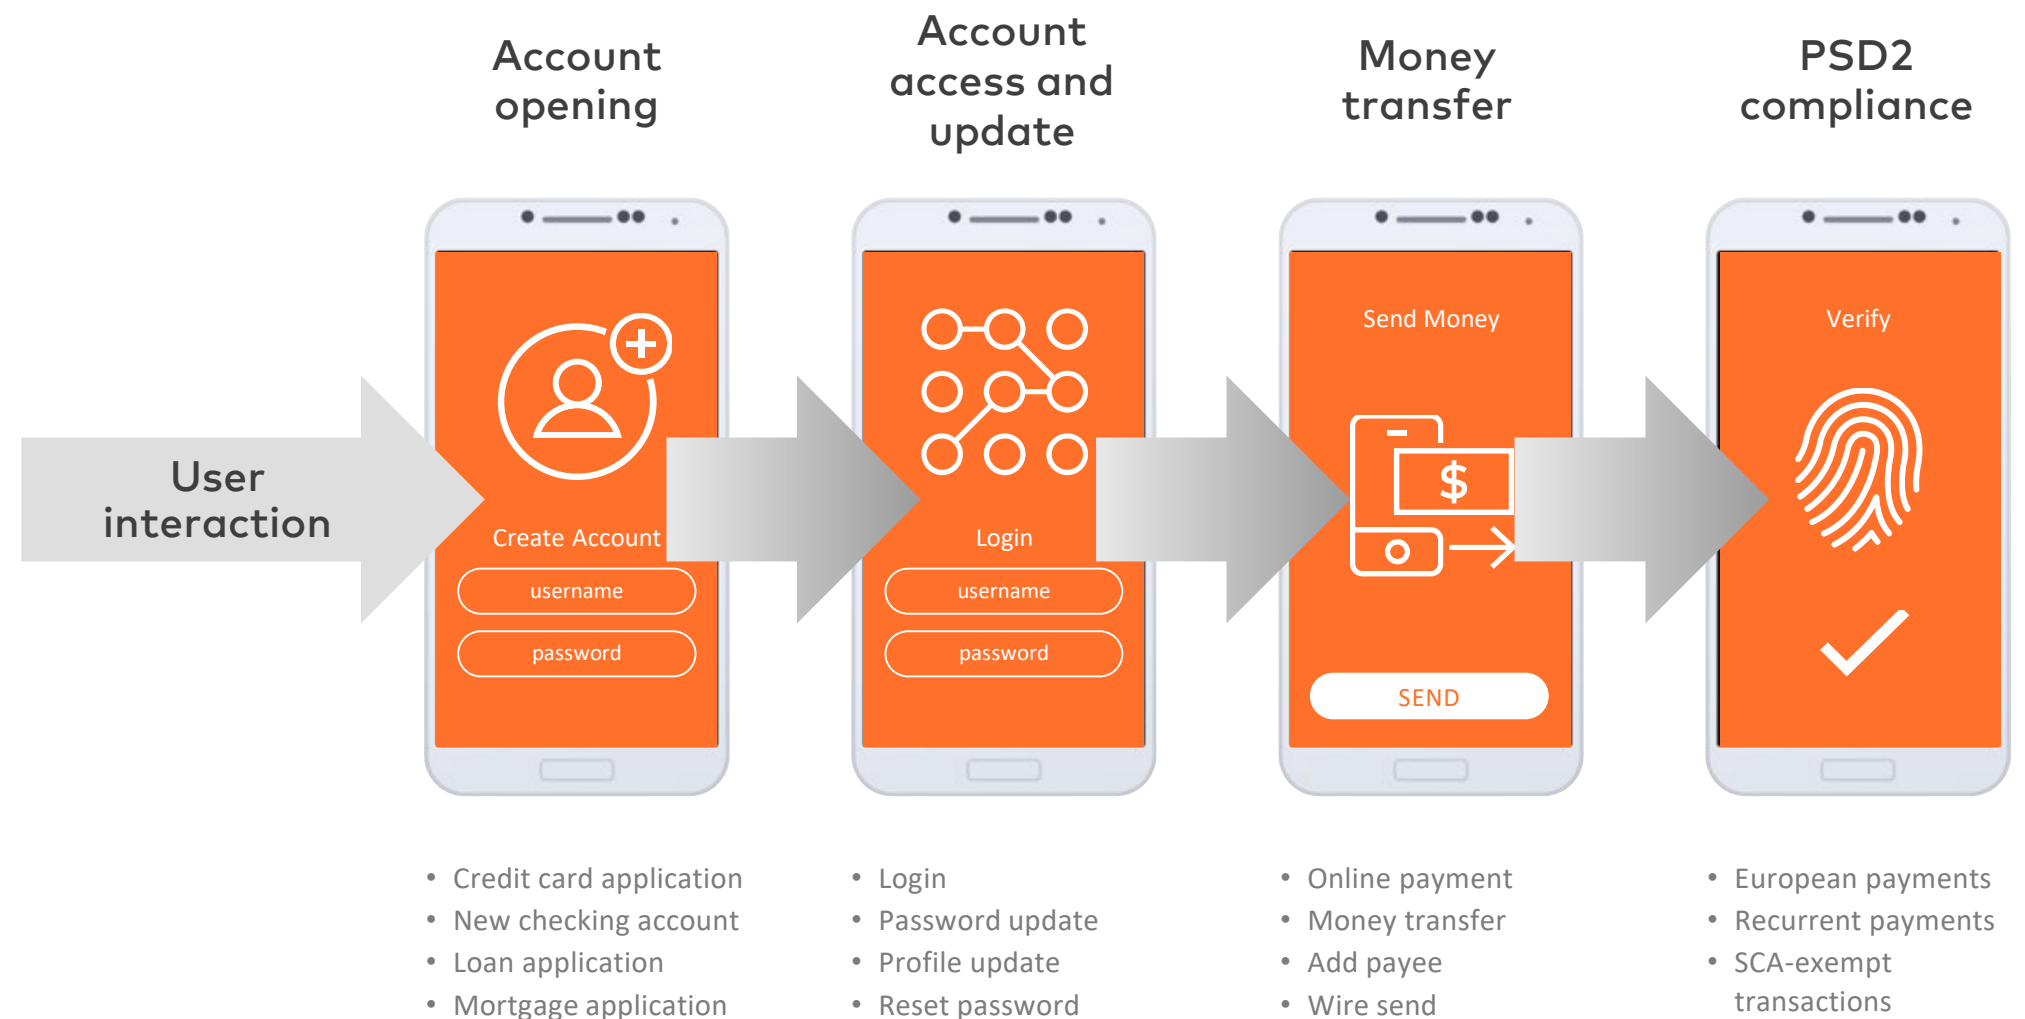 Account
opening
Account
access and
update
Money
transfer
PSD2
compliance
User
interaction
Create Account
username
password
Login
username
password
Send Money
$
SEND
Verify
• Credit card application
• New checking account
• Loan application
• Mortgage application
• Login
• Password update
• Profile update
• Reset password
• Online payment
• Money transfer
• Add payee
• Wire send
• European payments
• Recurrent payments
• SCA-exempt
transactions